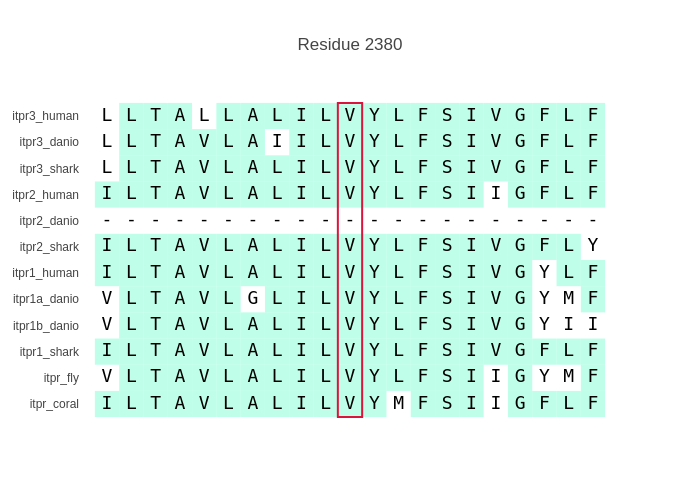 Residue 2380
itpr3_human L L T A L L A L I L V Y L F S I V G F L F
itpr3_danio L L T A V L A I I L V Y L F S I V G F L F
itpr3_shark L L T A V L A L I L V Y L F S I V G F L F
itpr2_human I L T A V L A L I L V Y L F S I I G F L F
itpr2_danio - - - - - - - - - - - - - - - - - - - - -
itpr2_shark I L T A V L A L I L V Y L F S I V G F L Y
itpr1_human I L T A V L A L I L V Y L F S I V G Y L F
itpr1a_danio V L T A V L G L I L V Y L F S I V G Y M F
itpr1b_danio V L T A V L A L I L V Y L F S I V G Y I I
itpr1_shark I L T A V L A L I L V Y L F S I V G F L F
itpr_fly V L T A V L A L I L V Y L F S I I G Y M F
itpr_coral I L T A V L A L I L V Y M F S I I G F L F